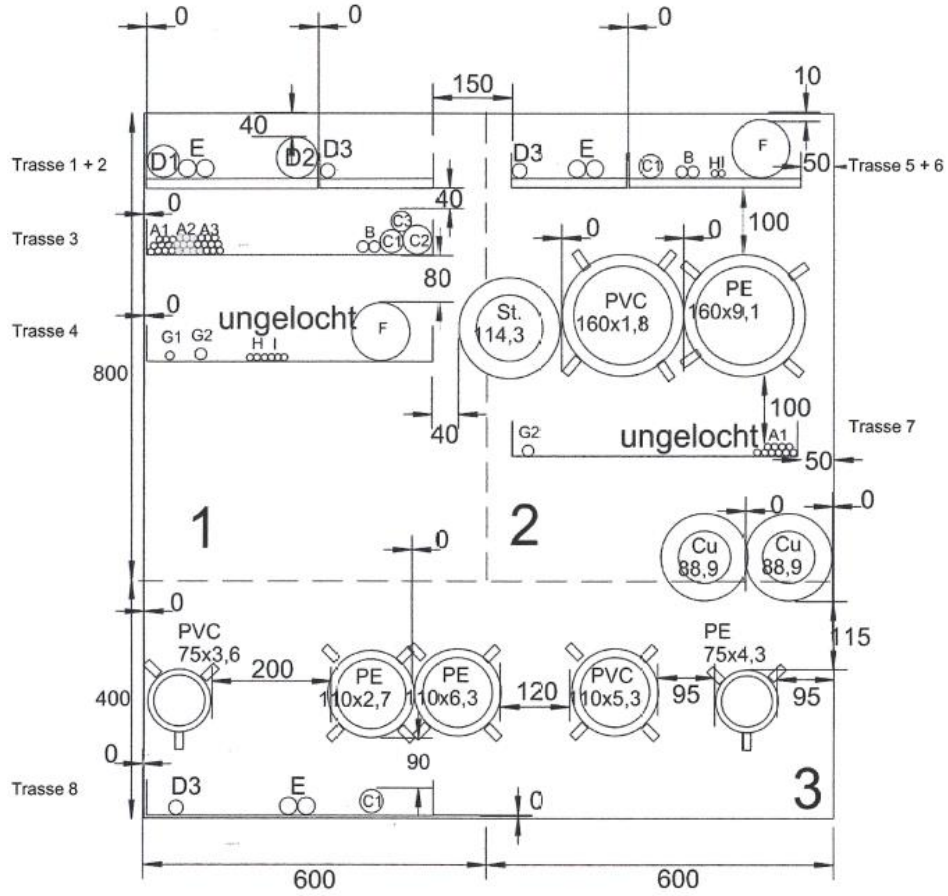 0 0 0
150 10
40
D1 E D2 D3 D3 E C1 B HI F
Trasse 1 + 2
50 Trasse 5 + 6
0
40
100
Trasse 3
A1 A2 A3 B C3 C1 C2
0 0
80
0
Trasse 4
G1 G2 ungelocht F
H I
St.
114,3.
PVC
160x1,8
PE
160x9,1
800
40
100
G2 ungelocht A1
Trasse 7
50
1 2
0 0
0
Cu
88,9
Cu
88,9
0
PVC
75x3,6
PE
75x4,3
115
200
PE
110x2,7
PE
110x6,3
120
PVC
110x5,3
95 95
400
0
90
Trasse 8
D3 E C1
0
3
600 600